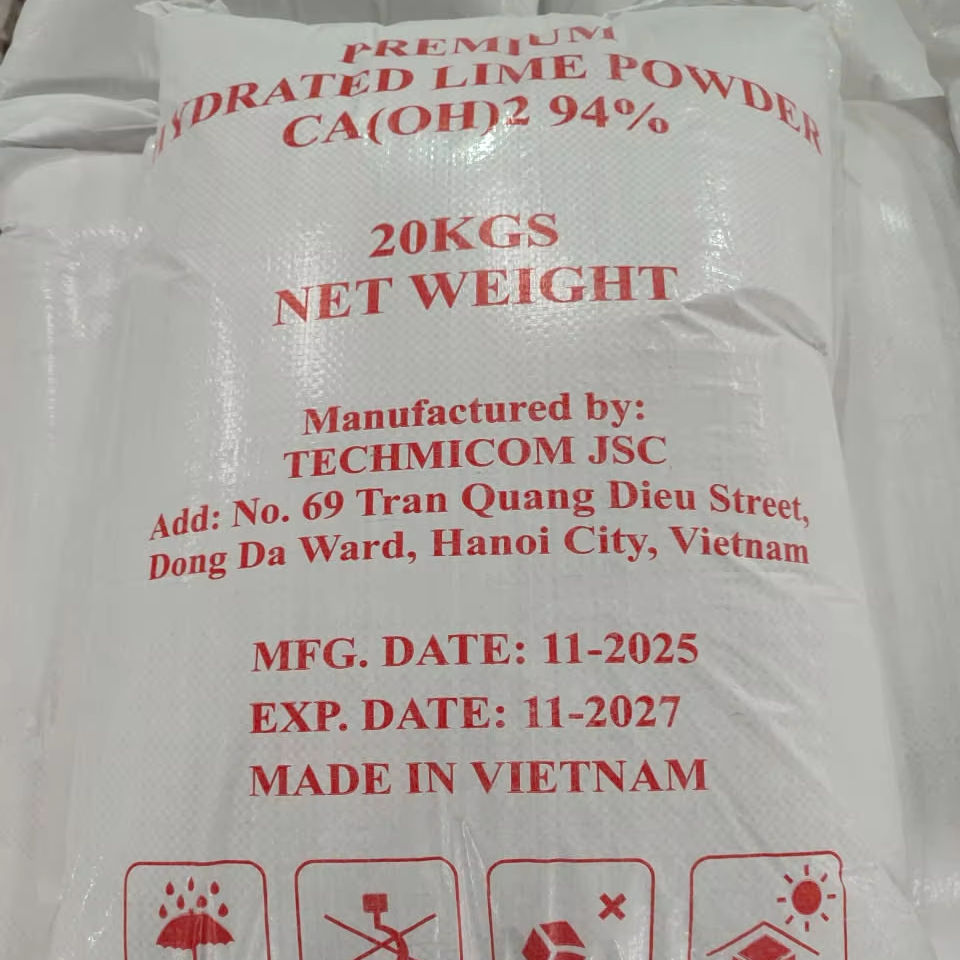 PREMIUM
HYDRATED LIME POWDER
CA(OH)2 94%
20KGS
NET WEIGHT
Manufactured by:
TECHMICOM JSC
Add: No. 69 Tran Quang Dieu Street,
Dong Da Ward, Hanoi City, Vietnam
MFG. DATE: 11-2025
EXP. DATE: 11-2027
MADE IN VIETNAM